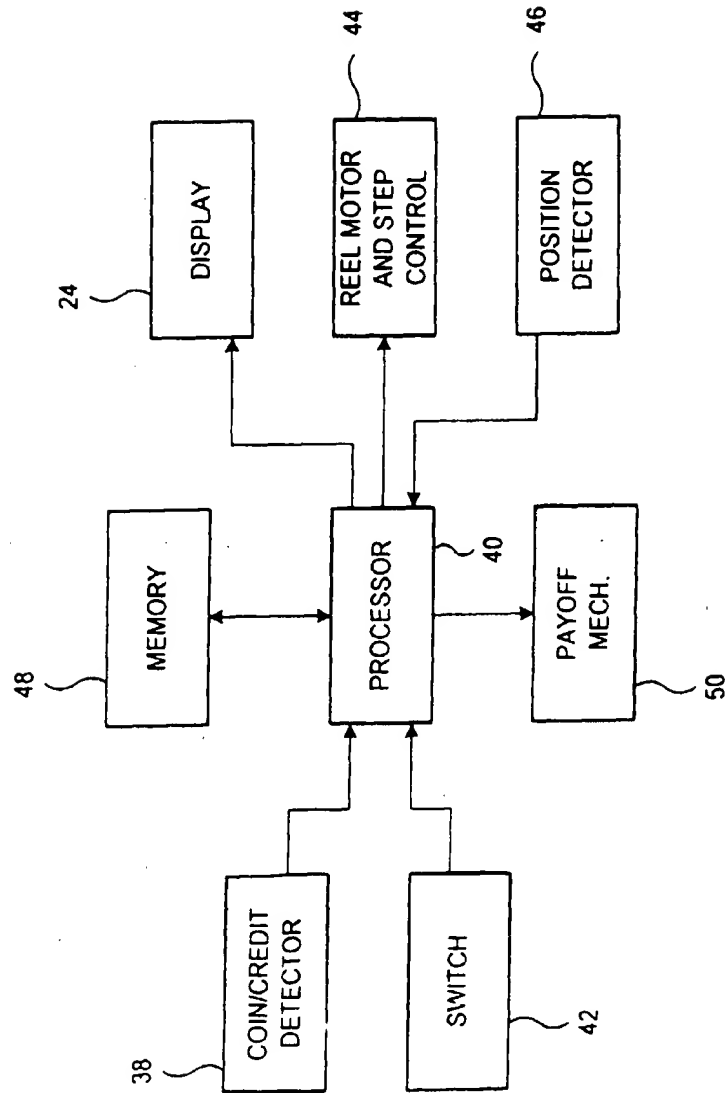 38
COIN/CREDIT
DETECTOR
SWITCH
42
48
MEMORY
PROCESSOR
40
PAYOFF
MECH.
50
24
DISPLAY
REEL MOTOR
AND STEP
CONTROL
44
POSITION
DETECTOR
46